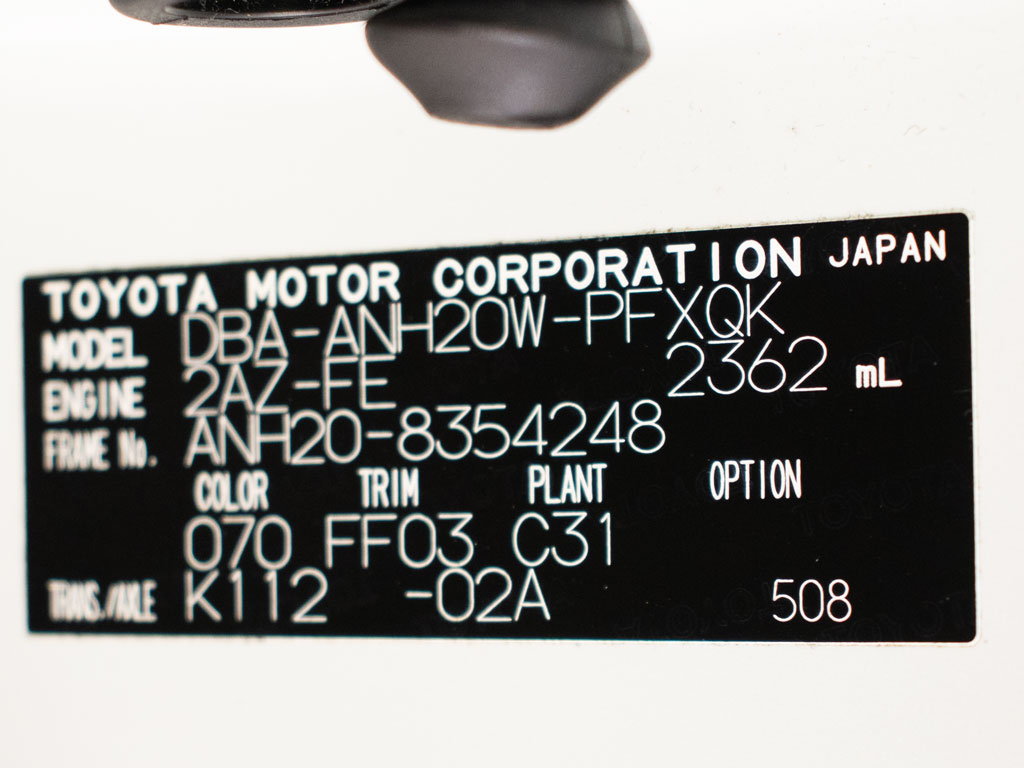 TOYOTA MOTOR CORPORATION JAPAN
MODEL DBA-ANH20W-PFXQK
ENGINE 2AZ-FE 2362 mL
FRAME No. ANH20-8354248
COLOR TRIM PLANT OPTION
070 FF03 C31
TRANS./AXLE K112 -02A 508